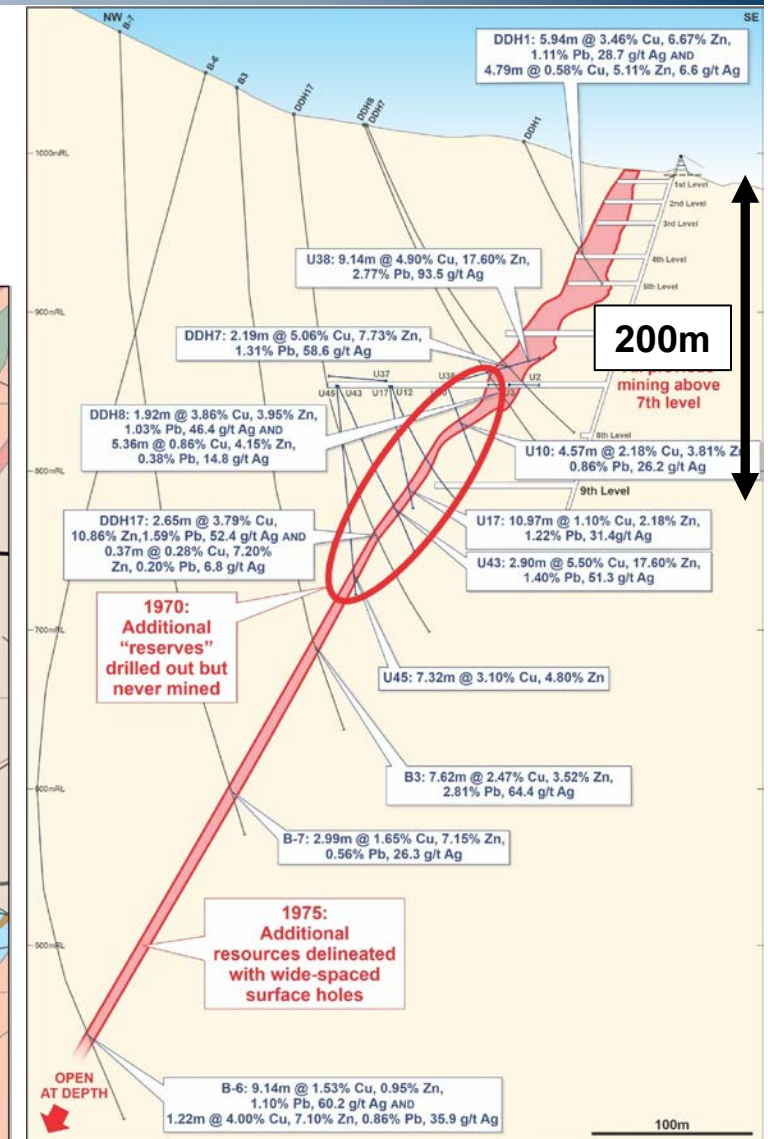 NW
SE
B-7
B-6
B3
DDH17
DDH8
DDH7
DDH1
DDH1: 5.94m @ 3.46% Cu, 6.67% Zn,
1.11% Pb, 28.7 g/t Ag AND
4.79m @ 0.58% Cu, 5.11% Zn, 6.6 g/t Ag
1000mRL
1st Level
2nd Level
3rd Level
4th Level
5th Level
U38: 9.14m @ 4.90% Cu, 17.60% Zn,
2.77% Pb, 93.5 g/t Ag
900mRL
200m
DDH7: 2.19m @ 5.06% Cu, 7.73% Zn,
1.31% Pb, 58.6 g/t Ag
mining above
7th level
U37
U38
U45
U43
U17
U12
U2
DDH8: 1.92m @ 3.86% Cu, 3.95% Zn,
1.03% Pb, 46.4 g/t Ag AND
5.36m @ 0.86% Cu, 4.15% Zn,
0.38% Pb, 14.8 g/t Ag
8th Level
U10: 4.57m @ 2.18% Cu, 3.81% Zn
0.86% Pb, 26.2 g/t Ag
800mRL
9th Level
DDH17: 2.65m @ 3.79% Cu,
10.86% Zn,1.59% Pb, 52.4 g/t Ag AND
0.37m @ 0.28% Cu, 7.20%
Zn, 0.20% Pb, 6.8 g/t Ag
U17: 10.97m @ 1.10% Cu, 2.18% Zn,
1.22% Pb, 31.4g/t Ag
U43: 2.90m @ 5.50% Cu, 17.60% Zn,
1.40% Pb, 51.3 g/t Ag
1970:
Additional
"reserves"
drilled out but
never mined
700mRL
U45: 7.32m @ 3.10% Cu, 4.80% Zn
B3: 7.62m @ 2.47% Cu, 3.52% Zn,
2.81% Pb, 64.4 g/t Ag
600mRL
B-7: 2.99m @ 1.65% Cu, 7.15% Zn,
0.56% Pb, 26.3 g/t Ag
1975:
Additional
resources delineated
with wide-spaced
surface holes
500mRL
OPEN
AT DEPTH
B-6: 9.14m @ 1.53% Cu, 0.95% Zn,
1.10% Pb, 60.2 g/t Ag AND
1.22m @ 4.00% Cu, 7.10% Zn, 0.86% Pb, 35.9 g/t Ag
100m